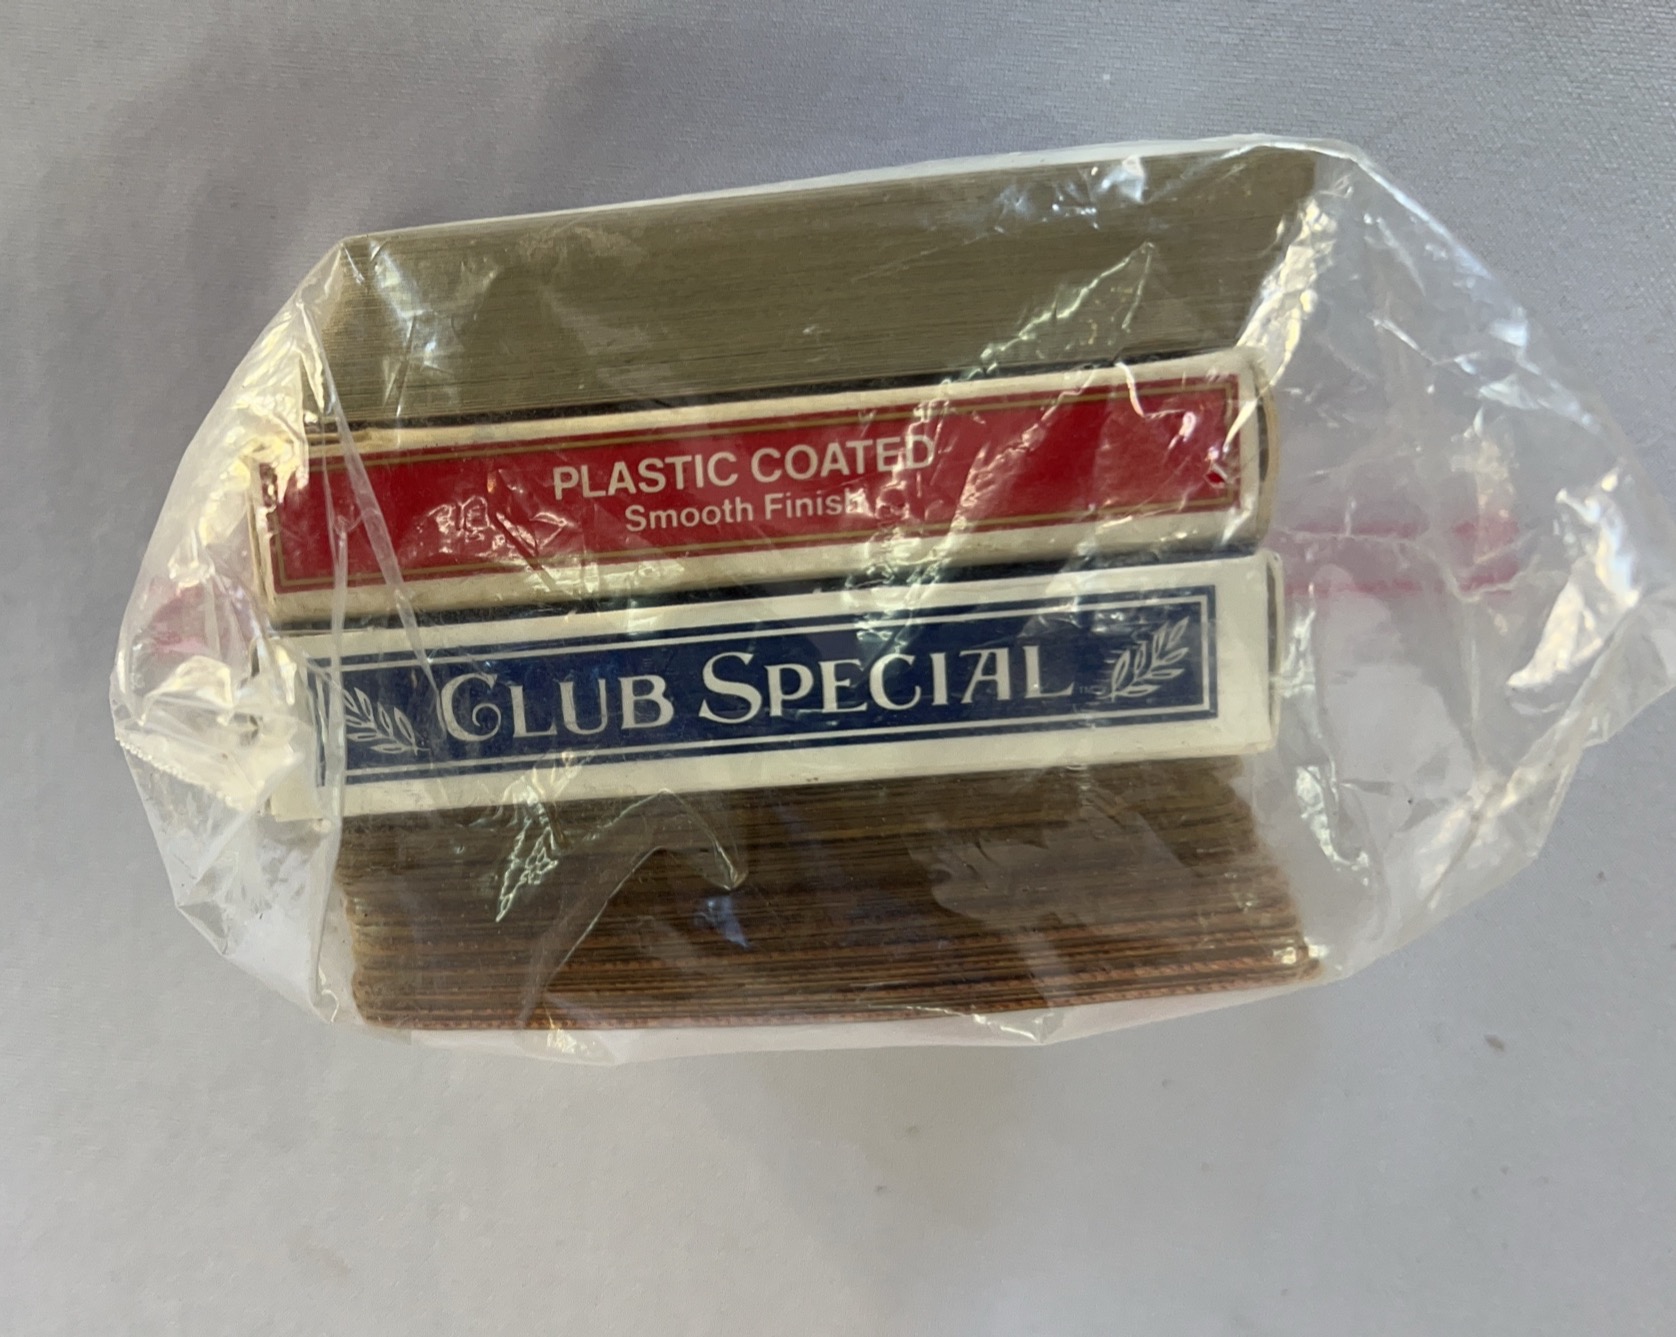 PLASTIC COATED
Smooth Finish
CLUB SPECIAL